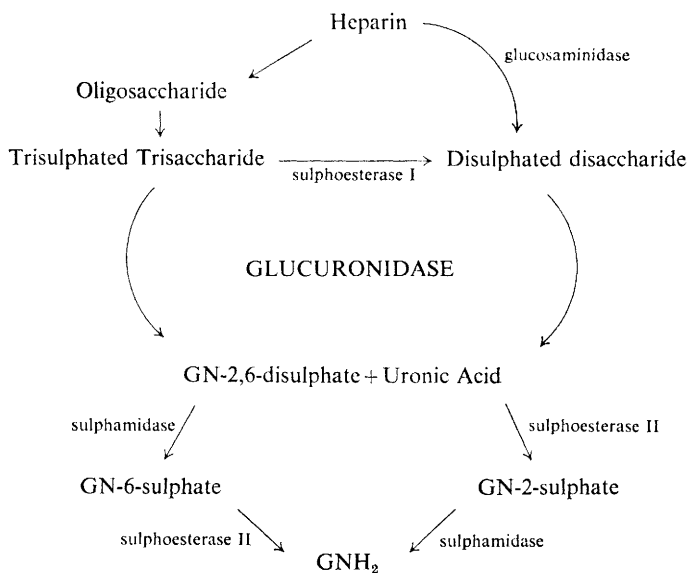 Heparin
glucosaminidase
Oligosaccharide
Trisulphated Trisaccharide
sulphoesterase I
Disulphated disaccharide
GLUCURONIDASE
GN-2,6-disulphate + Uronic Acid
sulphamidase
sulphoesterase II
GN-6-sulphate
GN-2-sulphate
sulphoesterase II
sulphamidase
GNH₂